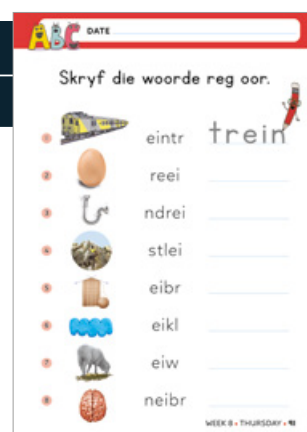 ABC DATE
Skryf die woorde reg oor.
1 eintr trein
2 reei
3 ndrei
4 stlei
5 eibr
6 eikl
7 eiw
8 neibr
WEEK 8 • THURSDAY • 91